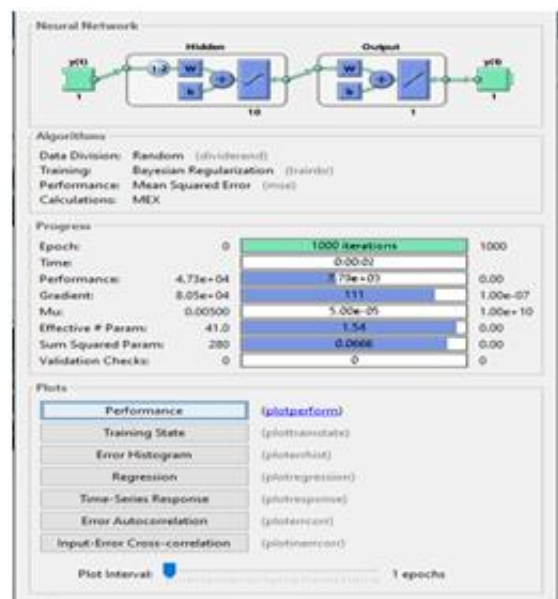 Neural Network
Hidden
Output
y(t)
1
1:2
W
b
10
W
b
1
y(t)
1
Algorithms
Data Division: Random (dividerand)
Training: Bayesian Regularization (trainbr)
Performance: Mean Squared Error (mse)
Calculations: MEX
Progress
Epoch: 0 1000 iterations 1000
Time: 0:00:02
Performance: 4.73e+04 0.00
Gradient: 8.05e+04 111 1.00e-07
Mu: 0.00500 5.00e-05 1.00e+10
Effective # Param: 41.0 1.54 0.00
Sum Squared Param: 280 0.0666 0.00
Validation Checks: 0 0 0
Plots
Performance (plotperform)
Training State (plottrainstate)
Error Histogram (ploterrhist)
Regression (plotregression)
Time-Series Response (plotresponse)
Error Autocorrelation (ploterrcorr)
Input-Error Cross-correlation (plotinerrcorr)
Plot Interval: 1 epochs